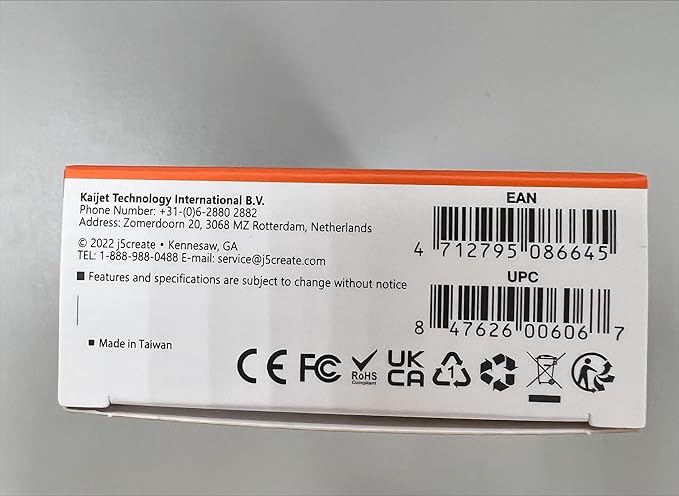 Kaijet Technology International B.V.
Phone Number: +31-(0)6-2880 2882
Address: Zomerdoorn 20, 3068 MZ Rotterdam, Netherlands
© 2022 j5create • Kennesaw, GA
TEL: 1-888-988-0488 E-mail: service@j5create.com
■ Features and specifications are subject to change without notice
■ Made in Taiwan
EAN
4 712795 086645
UPC
8 47626 00606 7
CE FC RoHS Compliant UK CA 1